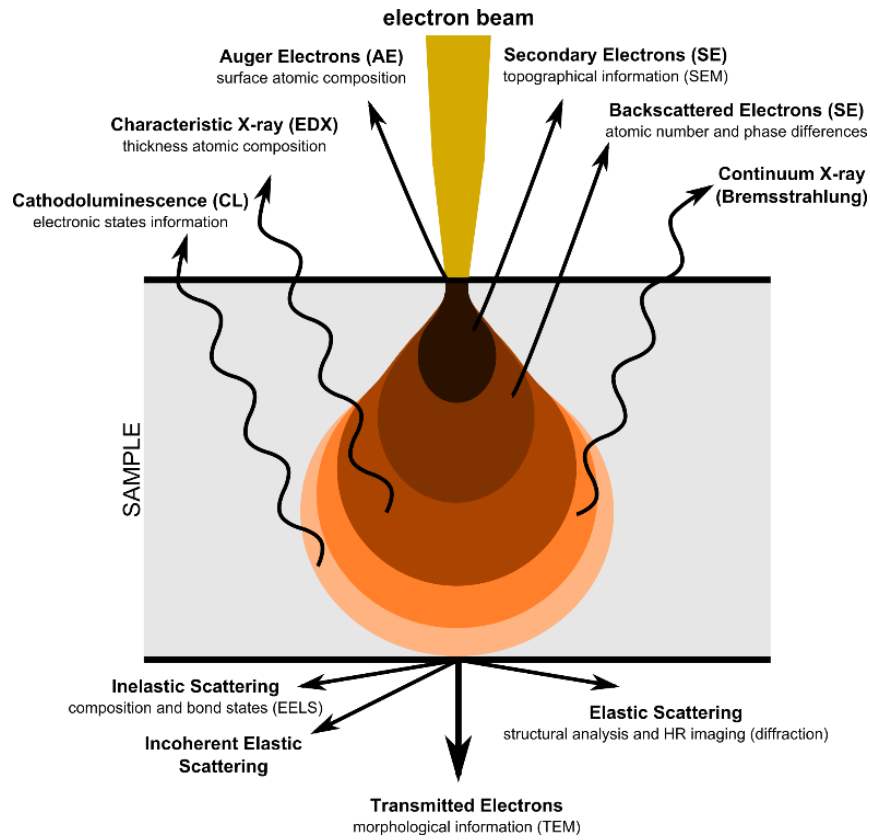 electron beam
Auger Electrons (AE)
surface atomic composition
Secondary Electrons (SE)
topographical information (SEM)
Characteristic X-ray (EDX)
thickness atomic composition
Backscattered Electrons (SE)
atomic number and phase differences
Cathodoluminescence (CL)
electronic states information
Continuum X-ray
(Bremsstrahlung)
SAMPLE
Inelastic Scattering
composition and bond states (EELS)
Incoherent Elastic
Scattering
Elastic Scattering
structural analysis and HR imaging (diffraction)
Transmitted Electrons
morphological information (TEM)